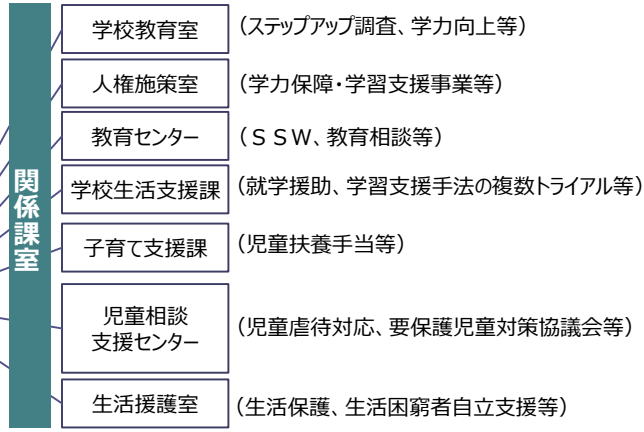 関係課室
学校教育室 （ステップアップ調査、学力向上等）
人権施策室 （学力保障・学習支援事業等）
教育センター （ＳＳＷ、教育相談等）
学校生活支援課 （就学援助、学習支援手法の複数トライアル等）
子育て支援課 （児童扶養手当等）
児童相談
支援センター （児童虐待対応、要保護児童対策協議会等）
生活援護室 （生活保護、生活困窮者自立支援等）